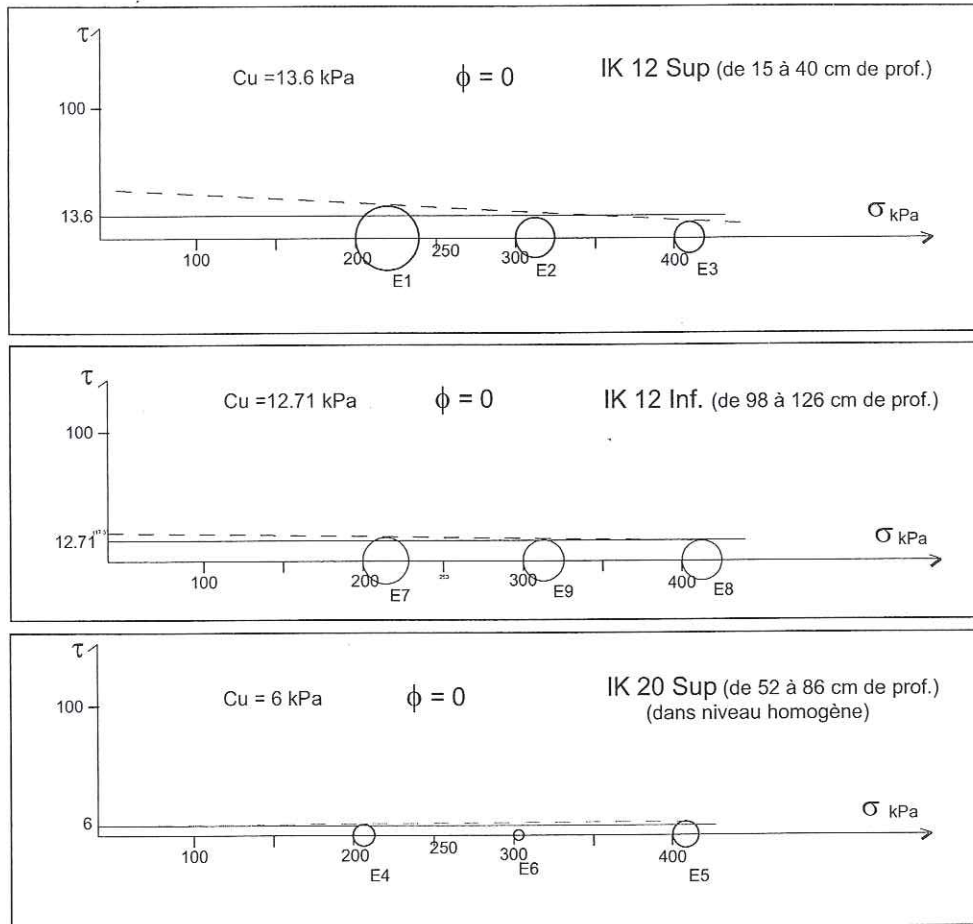 τ
Cu =13.6 kPa
ϕ = 0
IK 12 Sup (de 15 à 40 cm de prof.)
100
13.6
σ kPa
100
200
250
300
400
E1
E2
E3
τ
Cu =12.71 kPa
ϕ = 0
IK 12 Inf. (de 98 à 126 cm de prof.)
100
12.71
σ kPa
100
200
300
400
E7
E9
E8
τ
Cu = 6 kPa
ϕ = 0
IK 20 Sup (de 52 à 86 cm de prof.)
(dans niveau homogène)
100
6
σ kPa
100
200
250
300
400
E4
E6
E5